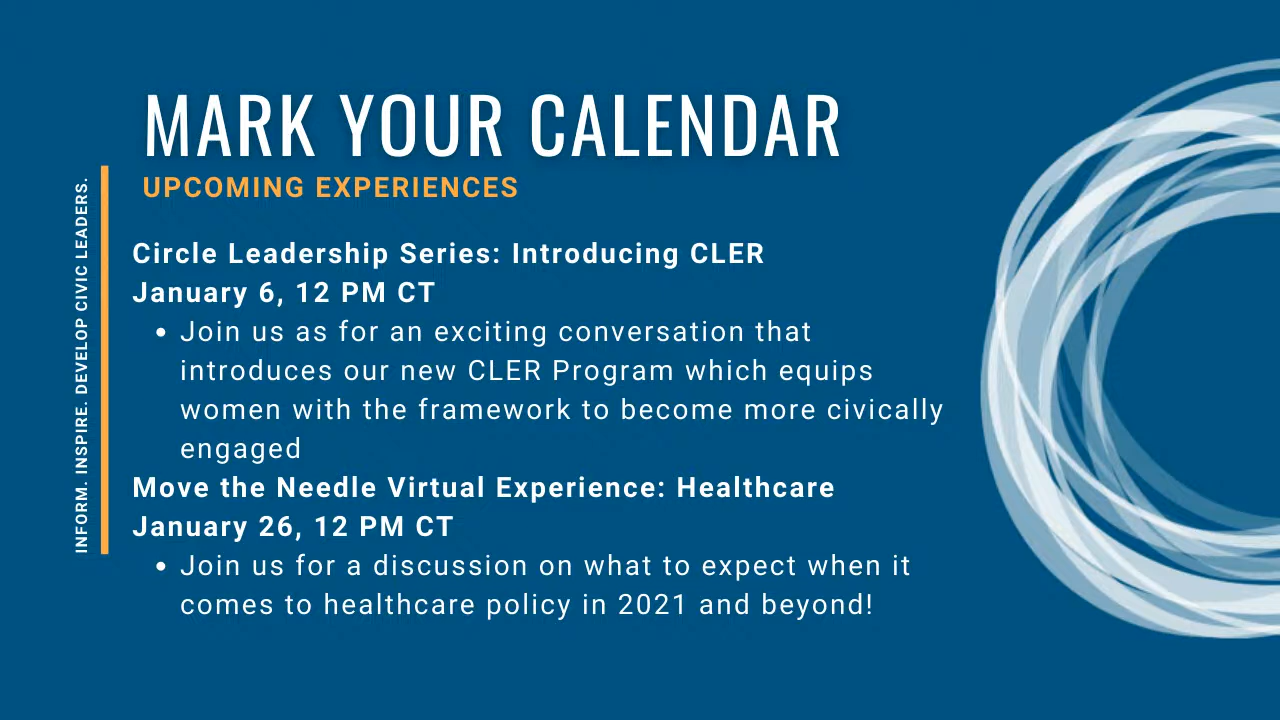 MARK YOUR CALENDAR
UPCOMING EXPERIENCES
INFORM. INSPIRE. DEVELOP CIVIC LEADERS.
Circle Leadership Series: Introducing CLER
January 6, 12 PM CT
• Join us as for an exciting conversation that
introduces our new CLER Program which equips
women with the framework to become more civically
engaged
Move the Needle Virtual Experience: Healthcare
January 26, 12 PM CT
• Join us for a discussion on what to expect when it
comes to healthcare policy in 2021 and beyond!